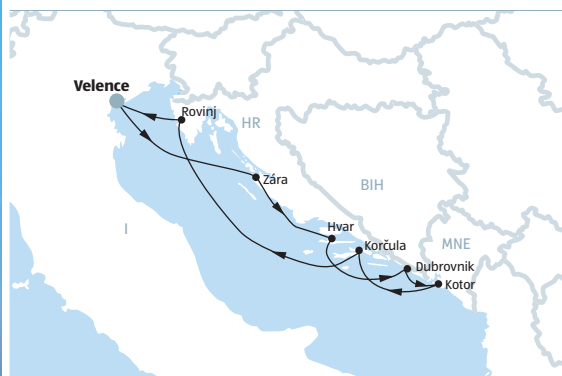 Velence
Rovinj
HR
Zára
BIH
I
Hvar
Korčula
MNE
Dubrovnik
Kotor